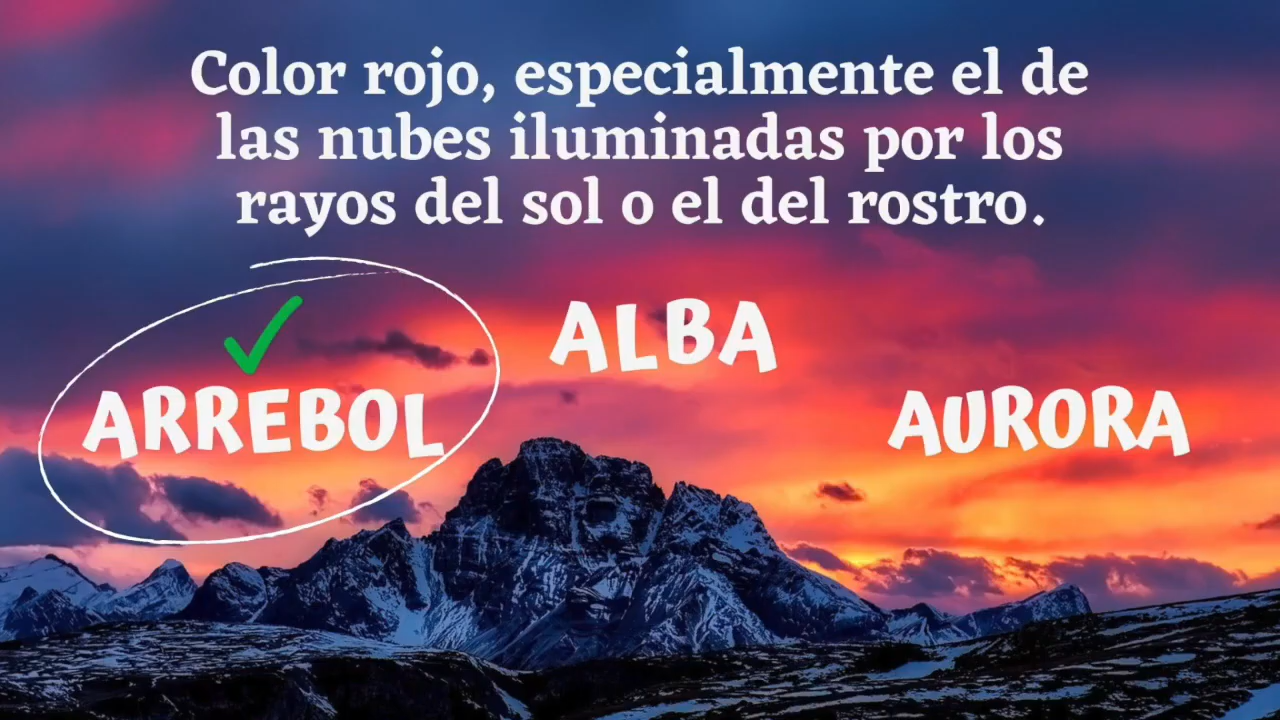 Color rojo, especialmente el de
las nubes iluminadas por los
rayos del sol o el del rostro.
ARREBOL
ALBA
AURORA